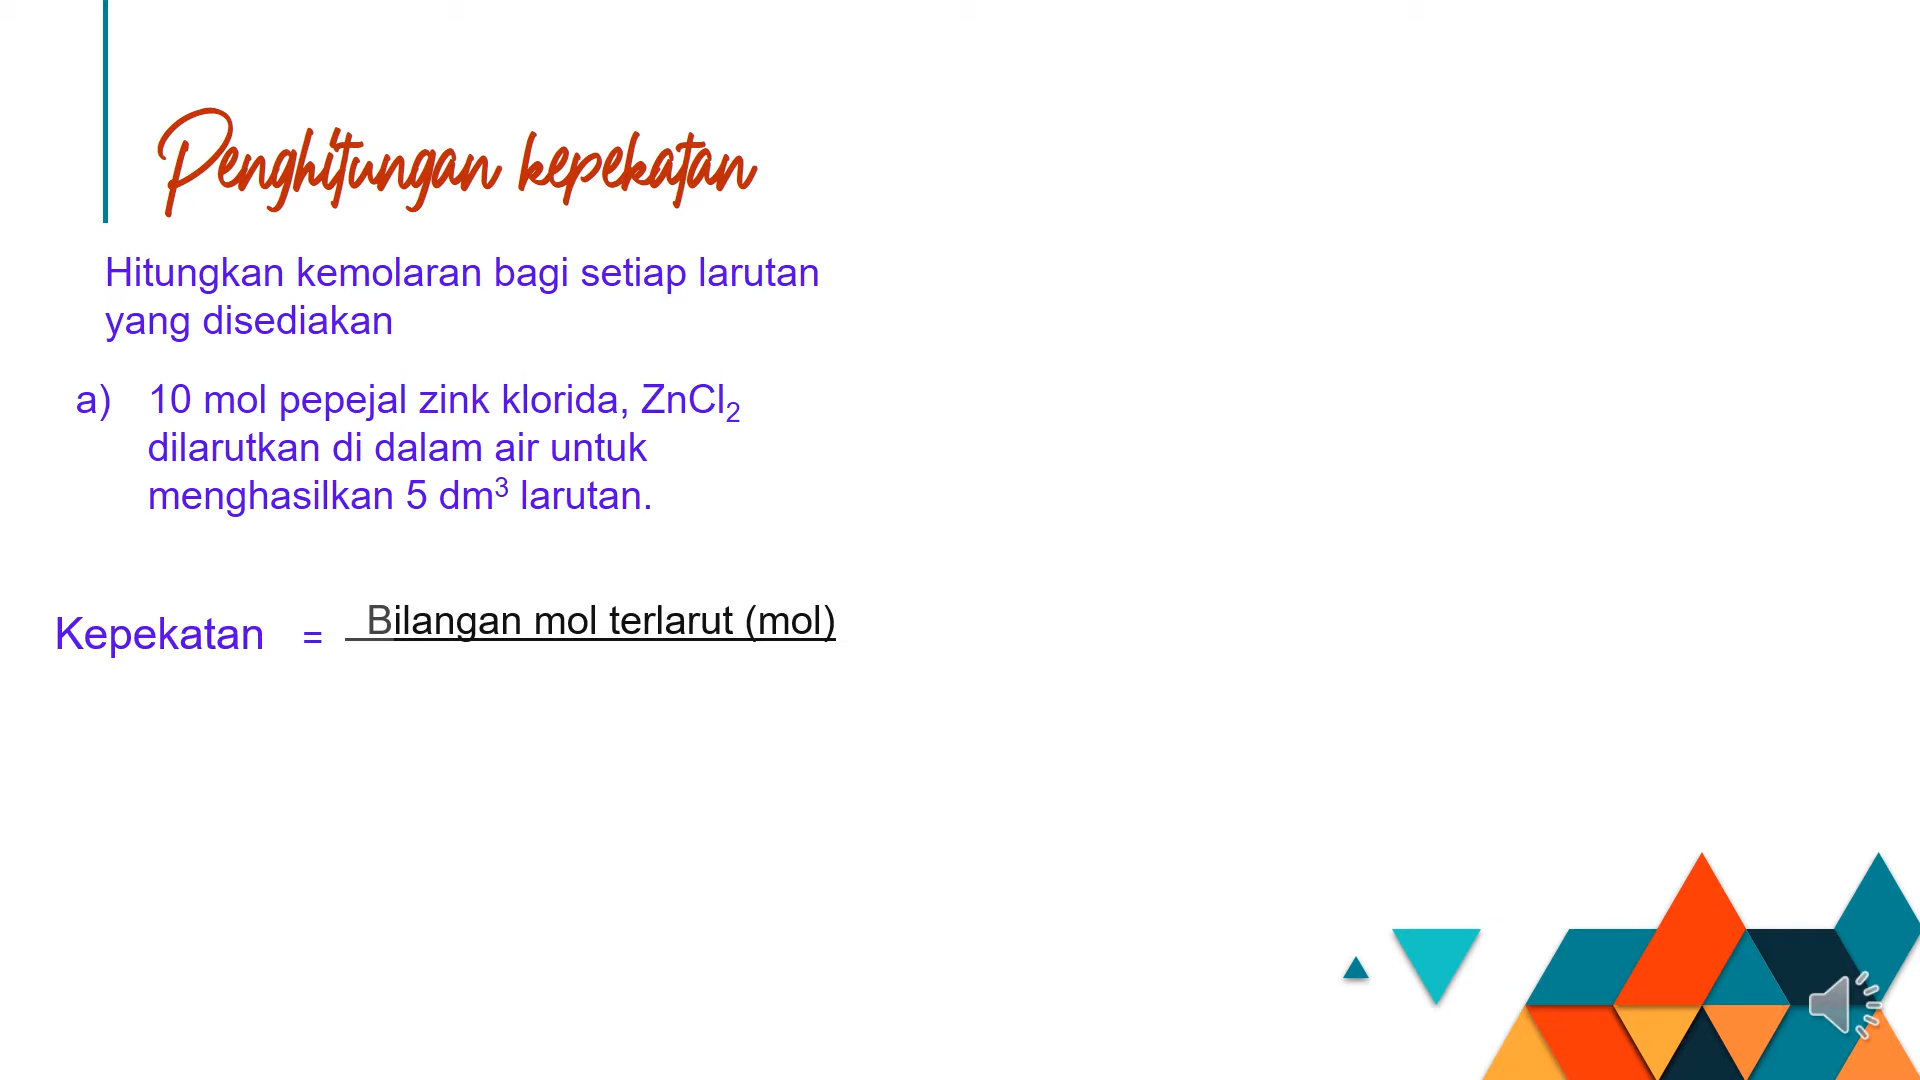 Penghitungan kepekatan
Hitungkan kemolaran bagi setiap larutan
yang disediakan
a) 10 mol pepejal zink klorida, ZnCl₂
dilarutkan di dalam air untuk
menghasilkan 5 dm³ larutan.
Kepekatan = Bilangan mol terlarut (mol)